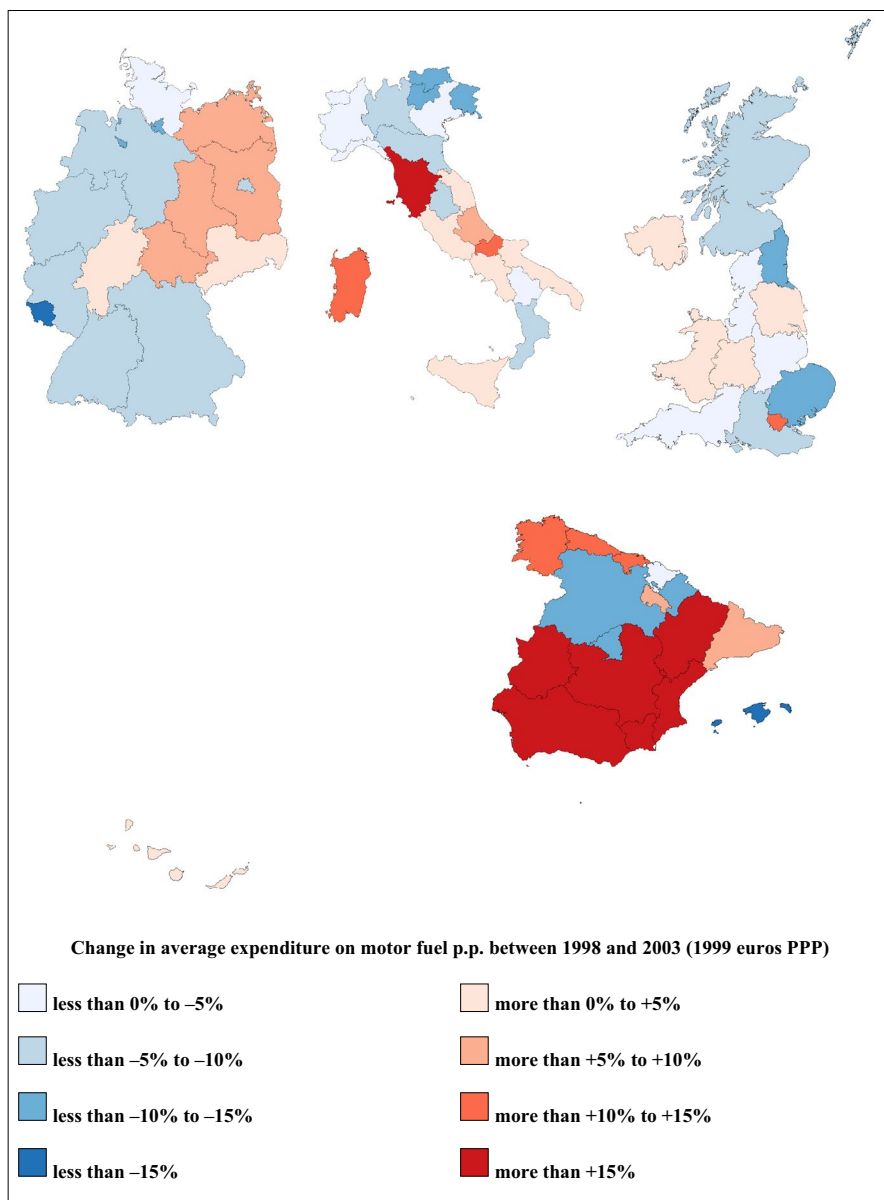 Change in average expenditure on motor fuel p.p. between 1998 and 2003 (1999 euros PPP)
less than 0% to –5%
more than 0% to +5%
less than –5% to –10%
more than +5% to +10%
less than –10% to –15%
more than +10% to +15%
less than –15%
more than +15%